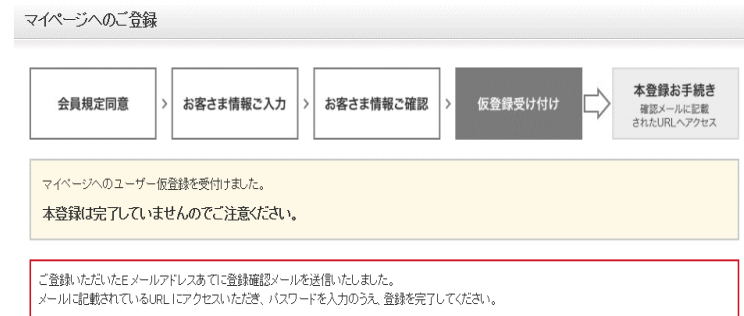 マイページへのご登録
会員規定同意
お客さま情報ご入力
お客さま情報ご確認
仮登録受け付け
本登録お手続き
確認メールに記載
されたURLへアクセス
マイページへのユーザー仮登録を受付けました。
本登録は完了していませんのでご注意ください。
ご登録いただいたEメールアドレスあてに登録確認メールを送信いたしました。
メールに記載されているURLにアクセスいただき、パスワードを入力のうえ、登録を完了してください。